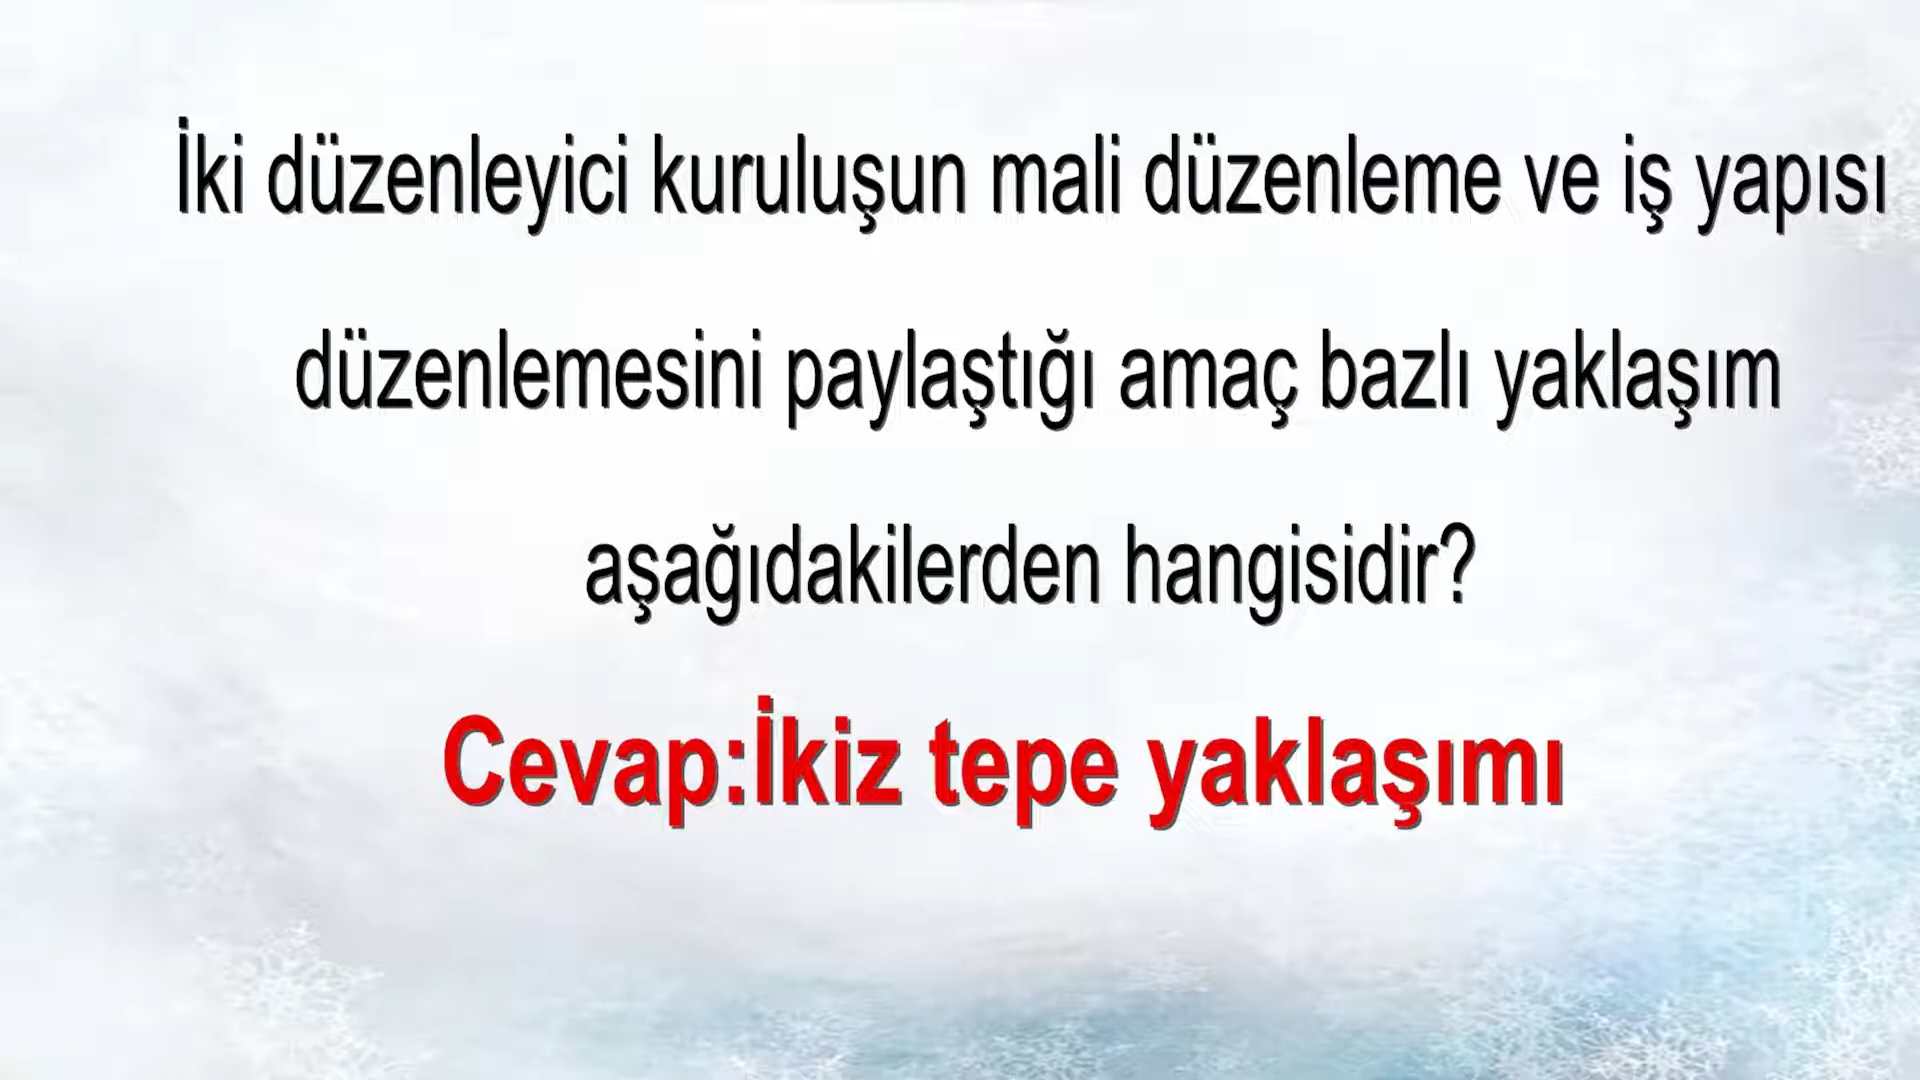 İki düzenleyici kuruluşun mali düzenleme ve iş yapısı
düzenlemesini paylaştığı amaç bazlı yaklaşım
aşağıdakilerden hangisidir?
Cevap:İkiz tepe yaklaşımı